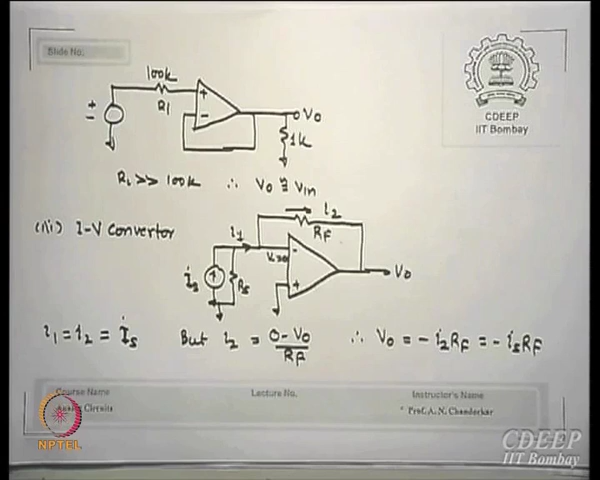 Slide No.
CDEEP
IIT Bombay
100k
R1
+
-
+
-
Vo
1k
Ri >> 100k ∴ Vo ≅ Vin
(iii) I-V Convertor
i1
i2
RF
is
Rs
-
+
Vo
i1 = i2 = is But i2 = 0-Vo/RF ∴ Vo = - i2RF = - isRF
Course Name
Lecture No.
Instructor's Name
Circuits
Prof. A. N. Chandorkar
NPTEL
CDEEP
IIT Bombay